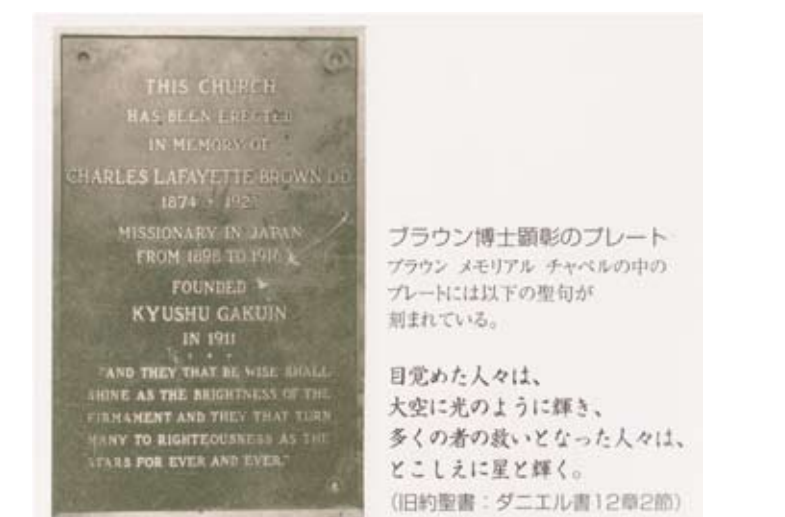 THIS CHURCH
HAS BEEN ERECTED
IN MEMORY OF
CHARLES LAFAYETTE BROWN DD
1874 - 192
MISSIONARY IN JAPAN
FROM 1898 TO 1916
FOUNDED
KYUSHU GAKUIN
IN 1911
"AND THEY THAT BE WISE SHALL
SHINE AS THE BRIGHTNESS OF THE
FIRMAMENT AND THEY THAT TURN
MANY TO RIGHTEOUSNESS AS THE
STARS FOR EVER AND EVER."
ブラウン博士顕彰のプレート
ブラウン メモリアル チャペルの中の
プレートには以下の聖句が
刻まれている。
目覚めた人々は、
大空に光のように輝き、
多くの者の救いとなった人々は、
とこしえに星と輝く。
(旧約聖書:ダニエル書12章2節)